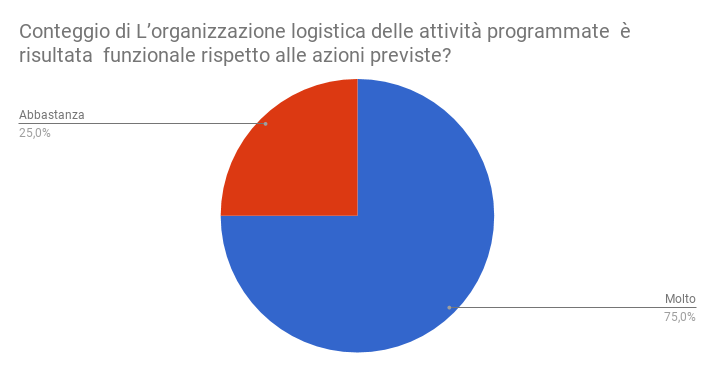 Conteggio di L’organizzazione logistica delle attività programmate  è
risultata  funzionale rispetto alle azioni previste?
Abbastanza
25,0%
Molto
75,0%